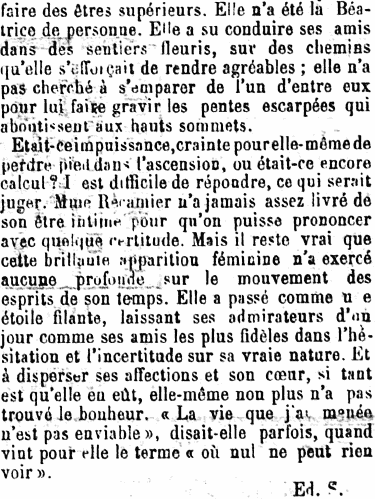 faire des êtres supérieurs. Elle n'a été la Béa-
trice de personne. Elle a su conduire ses amis
dans des sentiers fleuris, sur des chemins
qu'elle s'efforçait de rendre agréables ; elle n'a
pas cherché à s'emparer de l'un d'entre eux
pour lui faire gravir les pentes escarpées qui
aboutissent aux hauts sommets.
Etait-ce impuissance, crainte pour elle-même de
perdre pied dans l'ascension, ou était-ce encore
calcul ? I est difficile de répondre, ce qui serait
juger. Mme Récamier n'a jamais assez livré de
son être intime pour qu'on puisse prononcer
avec quelque certitude. Mais il reste vrai que
cette brillante apparition féminine n'a exercé
aucune profonde sur le mouvement des
esprits de son temps. Elle a passé comme u e
étoile filante, laissant ses admirateurs d'un
jour comme ses amis les plus fidèles dans l'hé-
sitation et l'incertitude sur sa vraie nature. Et
à disperser ses affections et son cœur, si tant
est qu'elle en eût, elle-même non plus n'a pas
trouvé le bonheur. « La vie que j'ai menée
n'est pas enviable », disait-elle parfois, quand
vint pour elle le terme « où nul ne peut rien
voir ».
Ed. S.